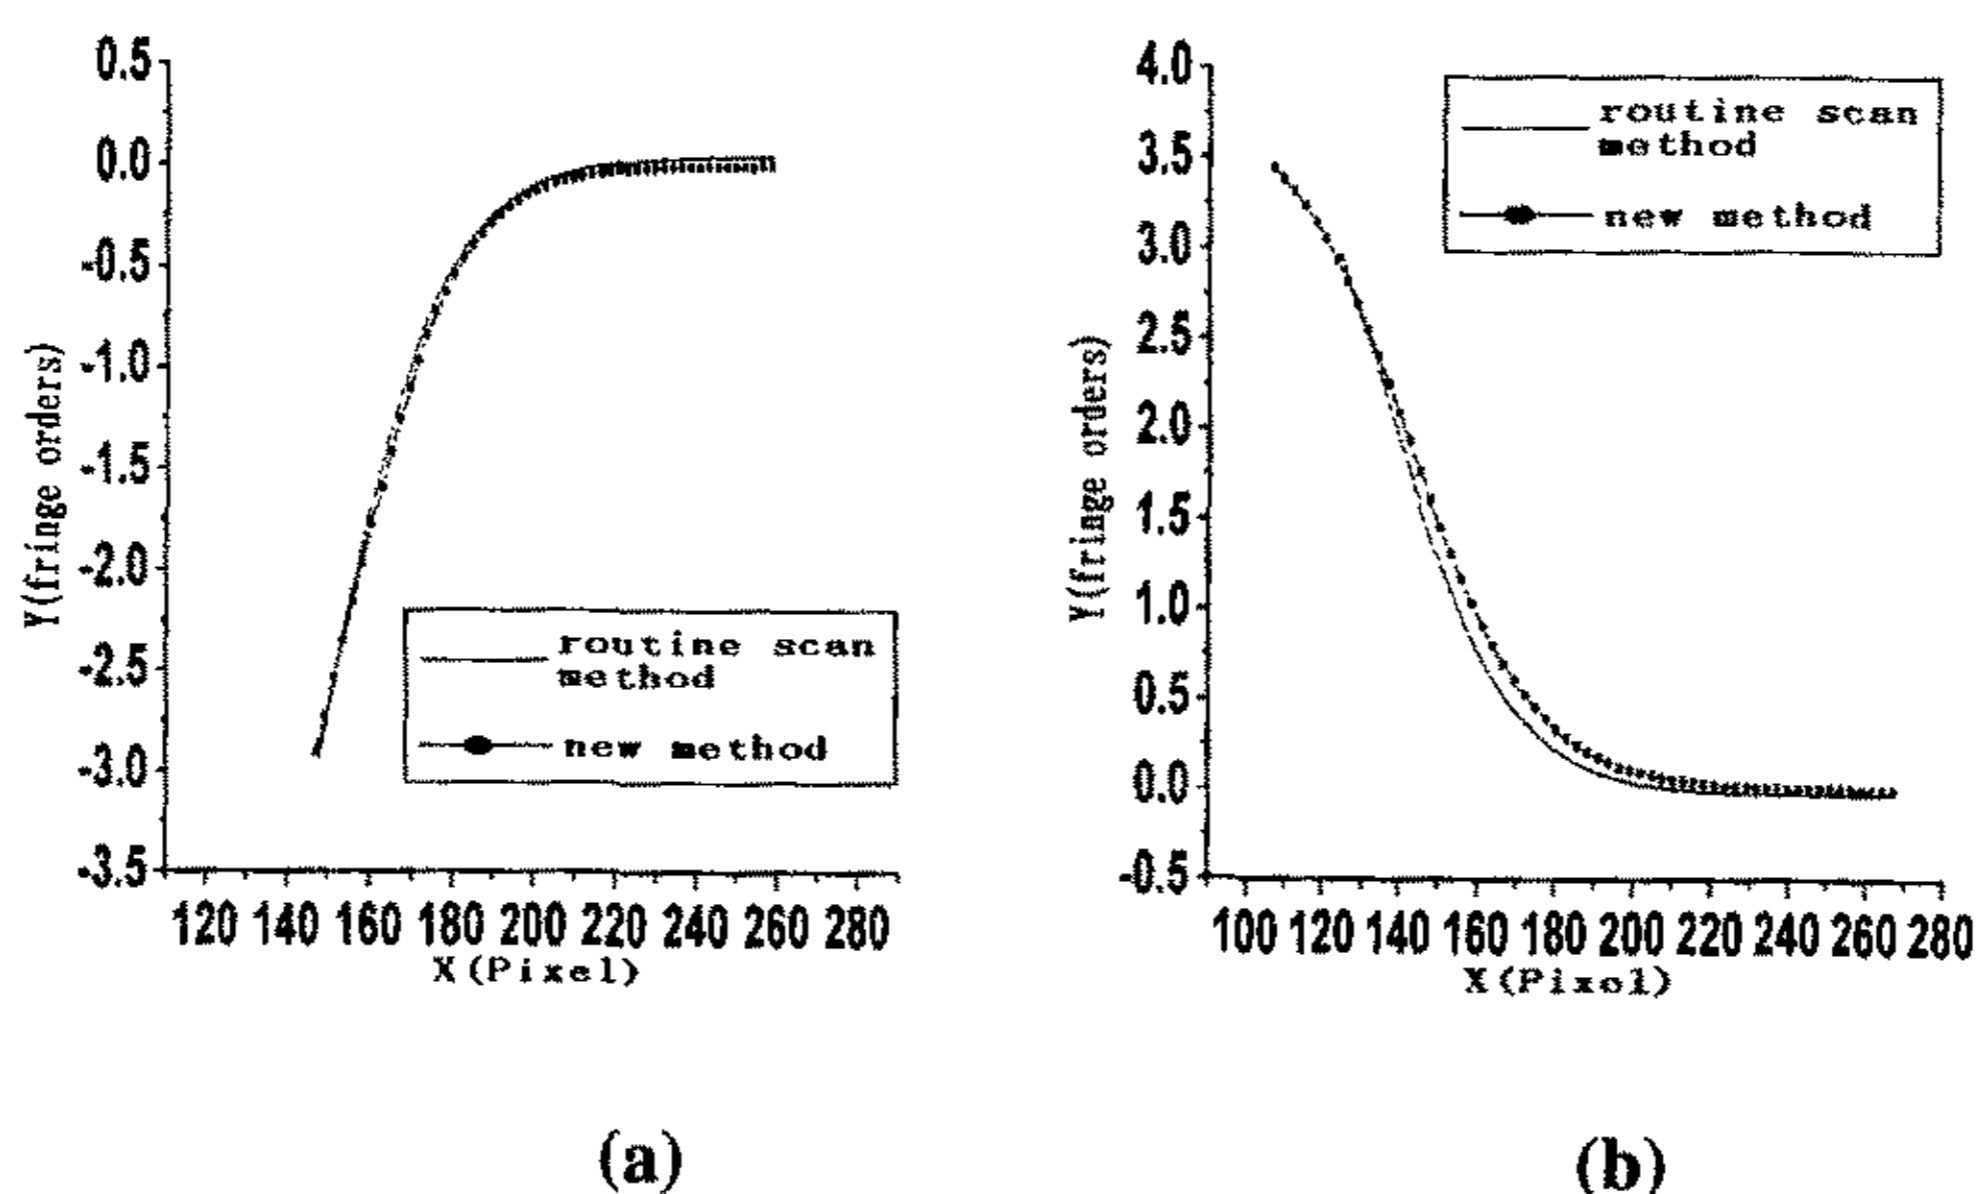 0.5
0.0
-0.5
-1.0
-1.5
-2.0
-2.5
-3.0
-3.5
Y(fringe orders)
routine scan
method
new method
120 140 160 180 200 220 240 260 280
X(Pixel)
(a)
4.0
3.5
3.0
2.5
2.0
1.5
1.0
0.5
0.0
-0.5
Y(fringe orders)
routine scan
method
new method
100 120 140 160 180 200 220 240 260 280
X(Pixel)
(b)